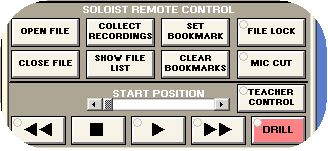 SOLOIST REMOTE CONTROL
OPEN FILE
COLLECT
RECORDINGS
SET
BOOKMARK
FILE LOCK
CLOSE FILE
SHOW FILE
LIST
CLEAR
BOOKMARKS
MIC CUT
START POSITION
TEACHER
CONTROL
DRILL